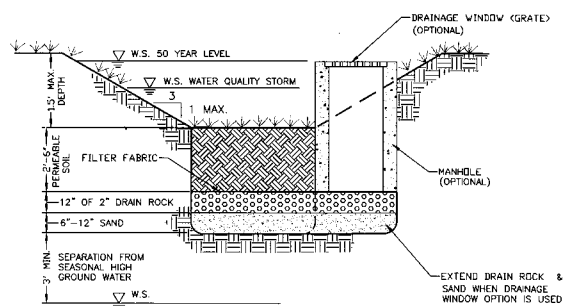 DRAINAGE WINDOW (GRATE)
(OPTIONAL)
W.S. 50 YEAR LEVEL
W.S. WATER QUALITY STORM
3
1 MAX.
1.5' MAX.
DEPTH
2'-6"
PERMEABLE
SOIL
FILTER FABRIC
MANHOLE
(OPTIONAL)
12" OF 2" DRAIN ROCK
6"-12" SAND
3' MIN.
SEPARATION FROM
SEASONAL HIGH
GROUND WATER
W.S.
EXTEND DRAIN ROCK &
SAND WHEN DRAINAGE
WINDOW OPTION IS USED